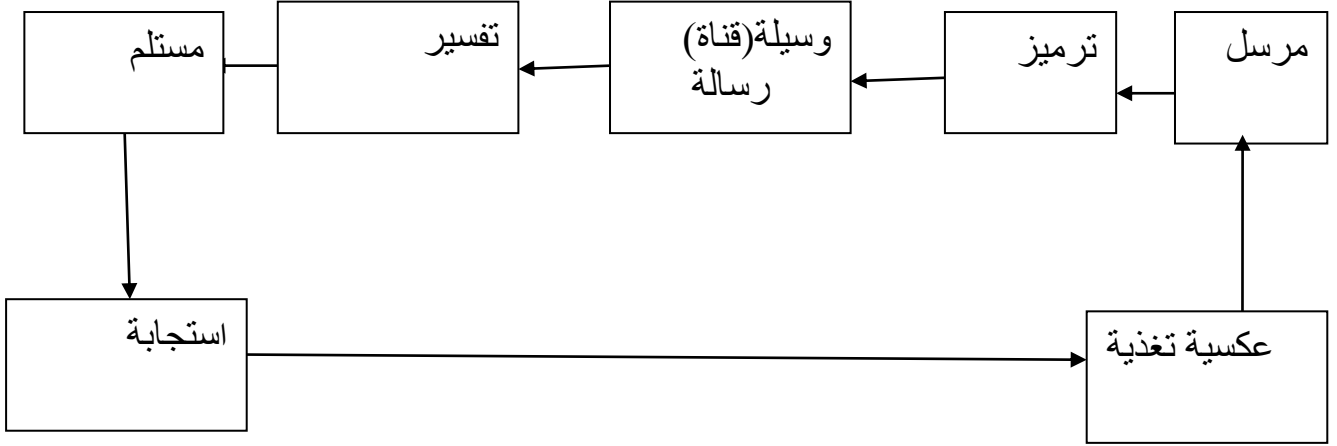 مرسل
ترميز
وسيلة(قناة)
رسالة
تفسير
مستلم
استجابة
عكسية تغذية